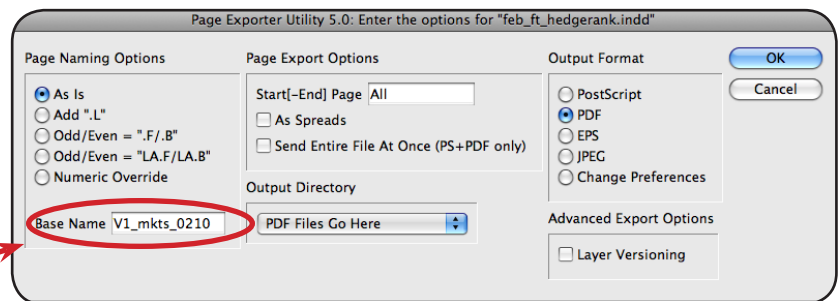 Page Exporter Utility 5.0: Enter the options for "feb_ft_hedgerank.indd"
Page Naming Options
As Is
Add ".L"
Odd/Even = ".F/.B"
Odd/Even = "LA.F/LA.B"
Numeric Override
Base Name V1_mkts_0210
Page Export Options
Start[-End] Page All
As Spreads
Send Entire File At Once (PS+PDF only)
Output Directory
PDF Files Go Here
Output Format
PostScript
PDF
EPS
JPEG
Change Preferences
Advanced Export Options
Layer Versioning
OK
Cancel